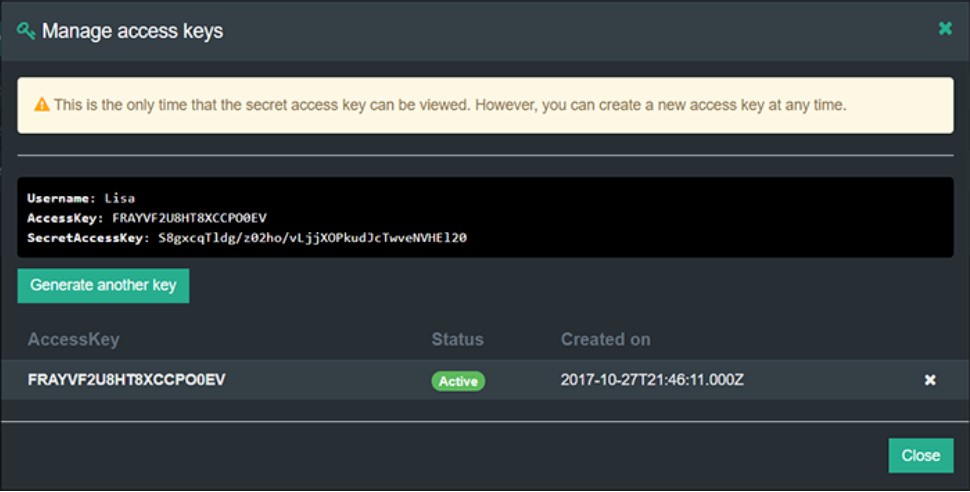 Manage access keys
This is the only time that the secret access key can be viewed. However, you can create a new access key at any time.
Username: Lisa
AccessKey: FRAYVF2U8HT8XCCPO0EV
SecretAccessKey: S8gxcqTldg/z02ho/vLjjXOPkudJcTwveNVHEl20
Generate another key
AccessKey Status Created on
FRAYVF2U8HT8XCCPO0EV Active 2017-10-27T21:46:11.000Z
Close